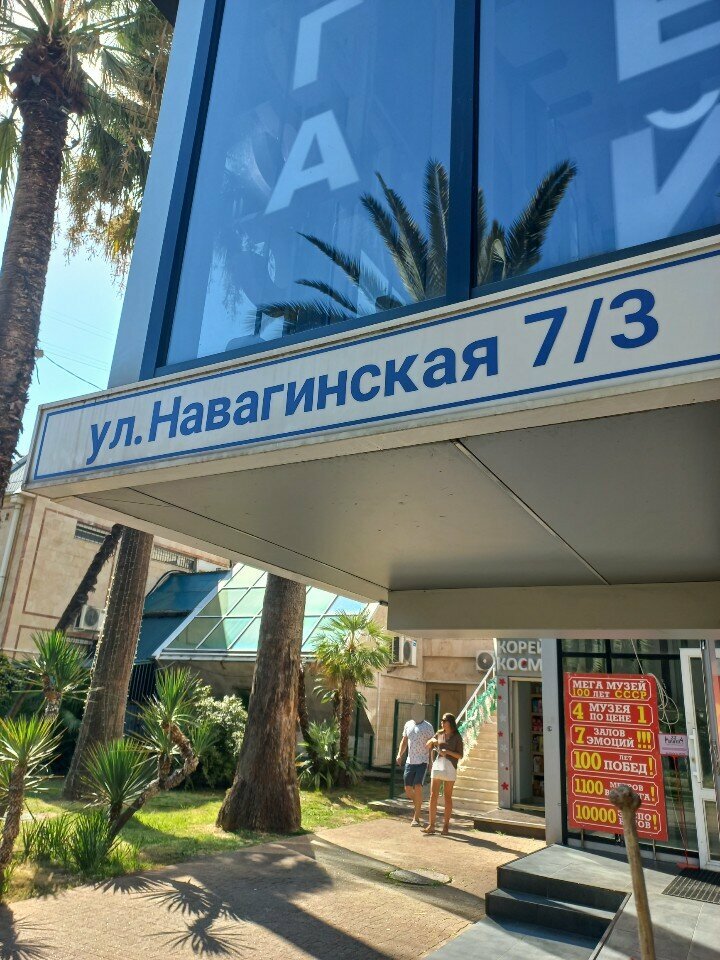 Г
А
Е
Й
ул. Навагинская 7/3
КОРЕЙ
КОСМ
МЕГА МУЗЕЙ
100 ЛЕТ СССР
4 МУЗЕЯ ПО ЦЕНЕ 1
7 ЗАЛОВ ЭМОЦИЙ!!!
100 ЛЕТ ПОБЕД!
1100 МЕТРОВ
10000